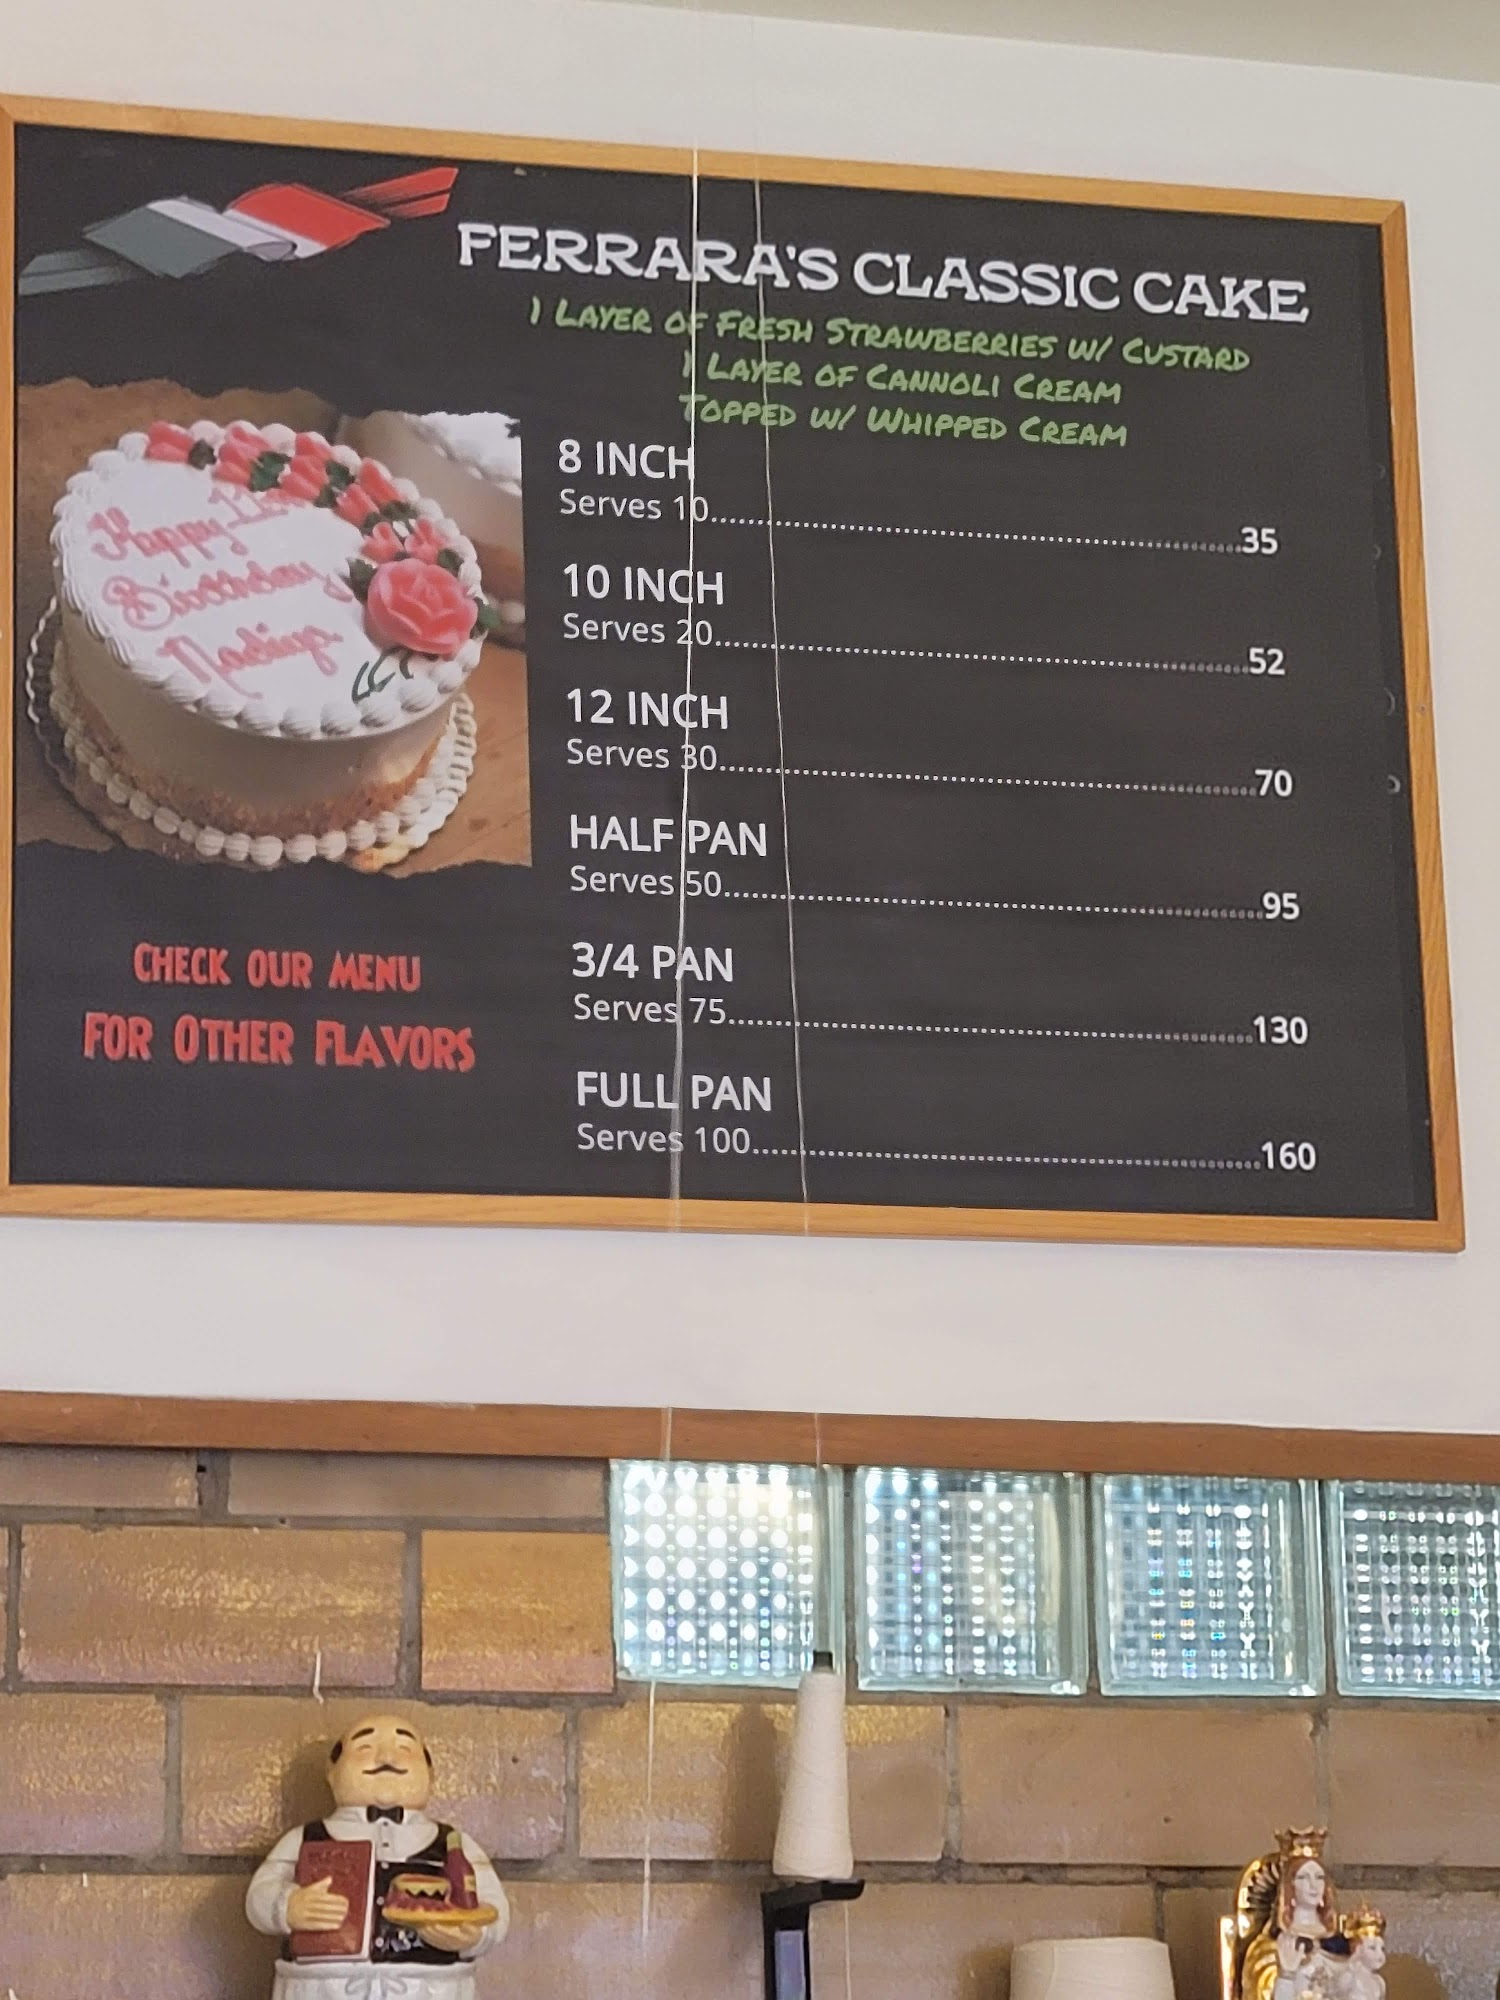 FERRARA'S CLASSIC CAKE
1 LAYER OF FRESH STRAWBERRIES W/ CUSTARD
1 LAYER OF CANNOLI CREAM
TOPPED W/ WHIPPED CREAM
8 INCH
Serves 10..........35
10 INCH
Serves 20..........52
12 INCH
Serves 30..........70
HALF PAN
Serves 50..........95
3/4 PAN
Serves 75..........130
FULL PAN
Serves 100..........160
Happy
Birthday
CHECK OUR MENU
FOR OTHER FLAVORS